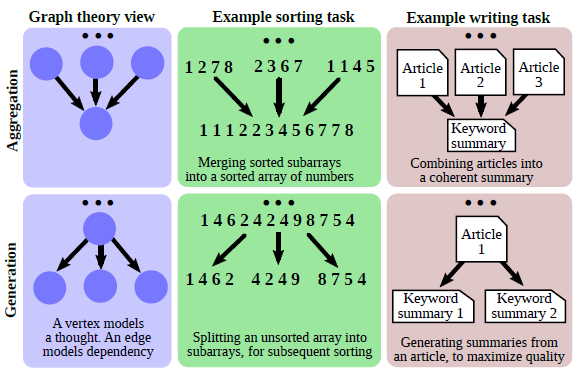 Graph theory view
Example sorting task
Example writing task
Aggregation
1 2 7 8
2 3 6 7
1 1 4 5
1 1 1 2 2 3 4 5 6 7 7 8
Merging sorted subarrays
into a sorted array of numbers
Article
1
Article
2
Article
3
Keyword
summary
Combining articles into
a coherent summary
Generation
A vertex models
a thought. An edge
models dependency
1 4 6 2 4 2 4 9 8 7 5 4
1 4 6 2
4 2 4 9
8 7 5 4
Splitting an unsorted array into
subarrays, for subsequent sorting
Article
1
Keyword
summary 1
Keyword
summary 2
Generating summaries from
an article, to maximize quality